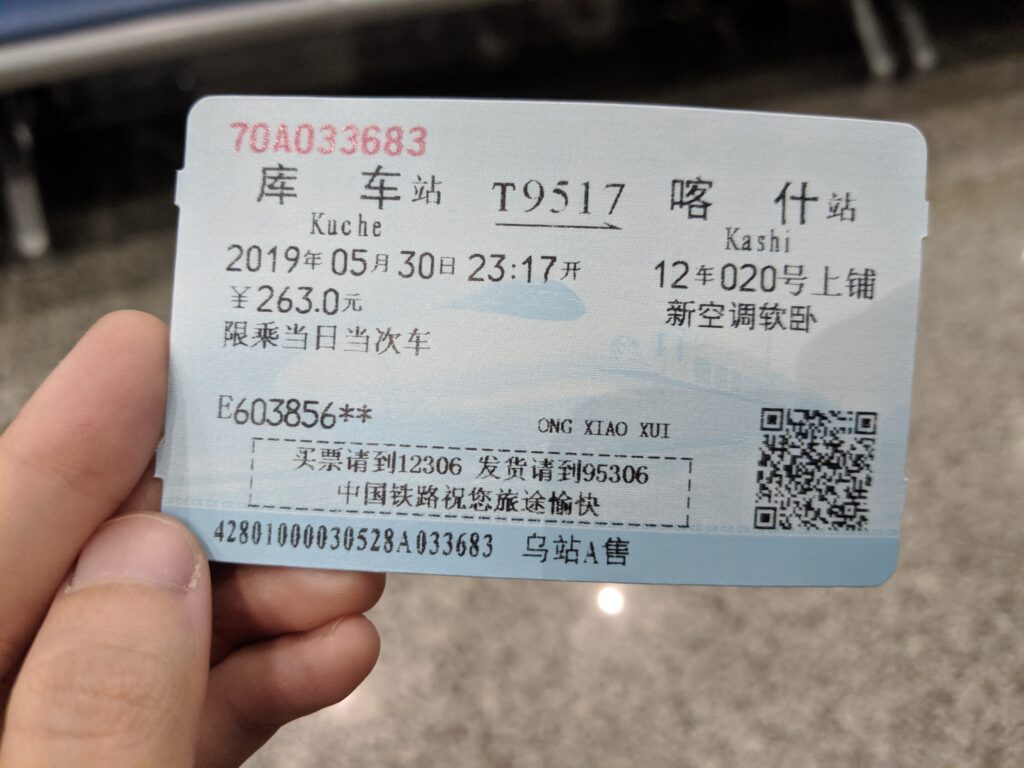 70A033683
库车站 T9517 喀什站
Kuche Kashi
2019年05月30日23:17开 12车020号上铺
¥263.0元 新空调软卧
限乘当日当次车
E603856** ONG XIAO XUI
买票请到12306 发货请到95306
中国铁路祝您旅途愉快
42801000030528A033683 乌站A售